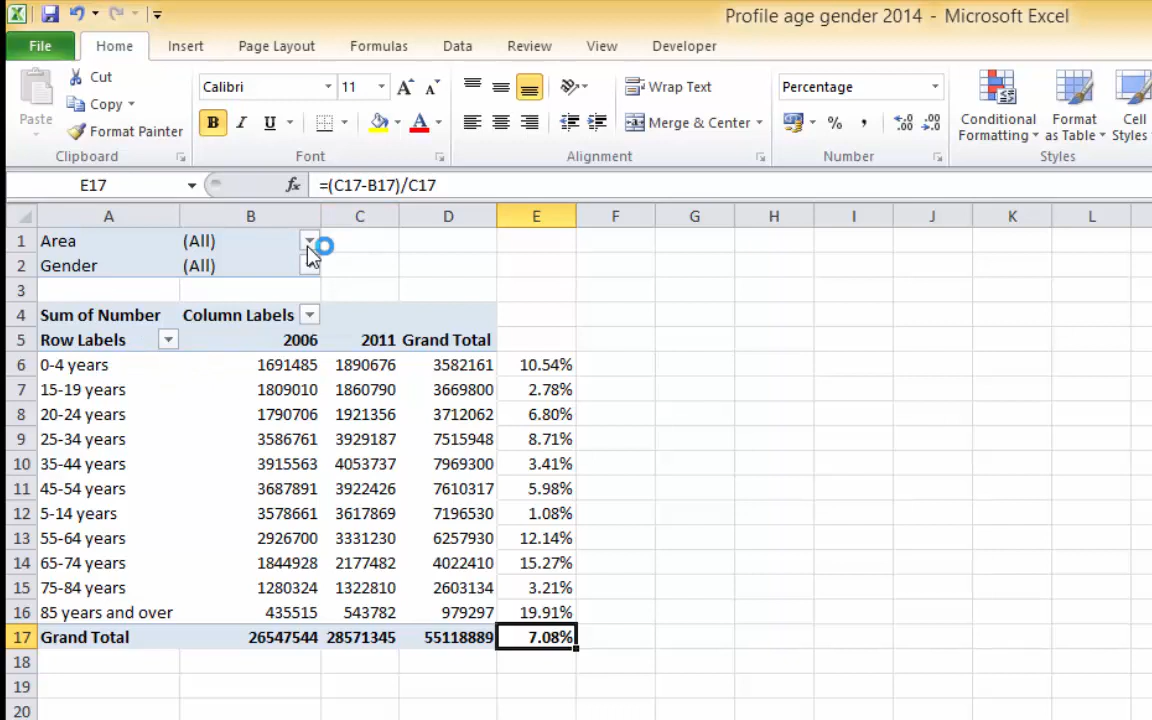 Profile age gender 2014 - Microsoft Excel
File Home Insert Page Layout Formulas Data Review View Developer
Paste
Cut
Copy
Format Painter
Clipboard
Calibri 11
B I U A
Font
Wrap Text
Merge & Center
Alignment
Percentage
% , .00 .0
Number
Conditional Formatting
Format as Table
Cell Styles
Styles
E17 fx =(C17-B17)/C17
A B C D E F G H I J K L
1 Area (All)
2 Gender (All)
3
4 Sum of Number Column Labels
5 Row Labels 2006 2011 Grand Total
6 0-4 years 1691485 1890676 3582161 10.54%
7 15-19 years 1809010 1860790 3669800 2.78%
8 20-24 years 1790706 1921356 3712062 6.80%
9 25-34 years 3586761 3929187 7515948 8.71%
10 35-44 years 3915563 4053737 7969300 3.41%
11 45-54 years 3687891 3922426 7610317 5.98%
12 5-14 years 3578661 3617869 7196530 1.08%
13 55-64 years 2926700 3331230 6257930 12.14%
14 65-74 years 1844928 2177482 4022410 15.27%
15 75-84 years 1280324 1322810 2603134 3.21%
16 85 years and over 435515 543782 979297 19.91%
17 Grand Total 26547544 28571345 55118889 7.08%
18
19
20